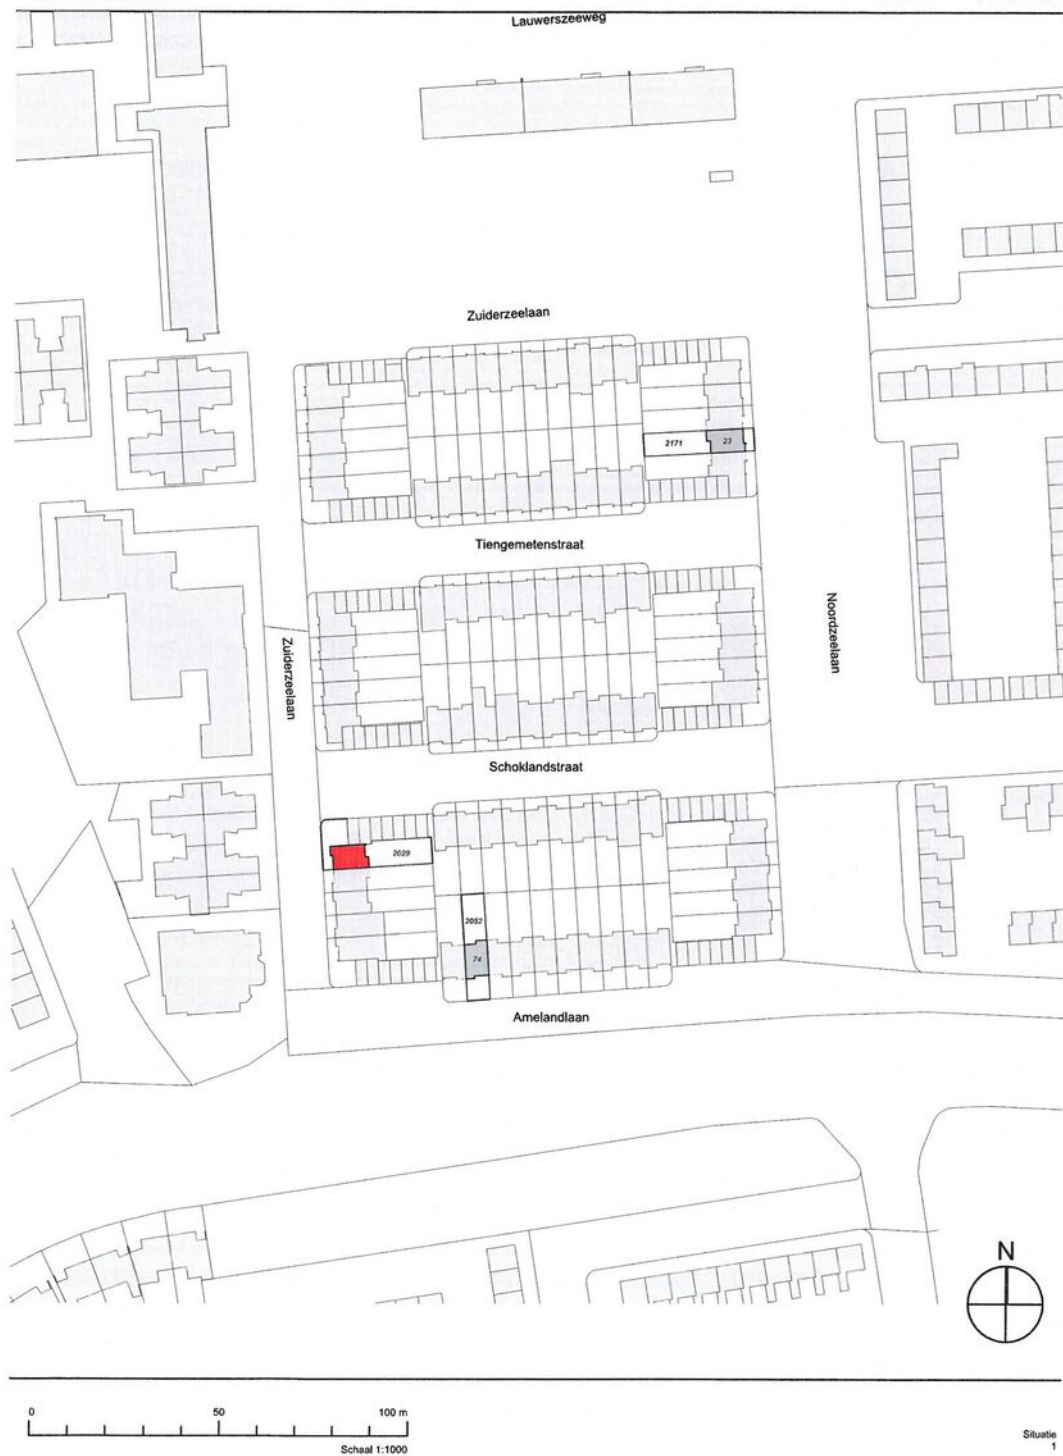 Lauwerszeeweg
Zuiderzeelaan
2171
23
Tiengemetenstraat
Zuiderzeelaan
Noordzeelaan
Schoklandstraat
2029
2052
74
Amelandlaan
N
0 50 100 m
Schaal 1:1000
Situatie
1